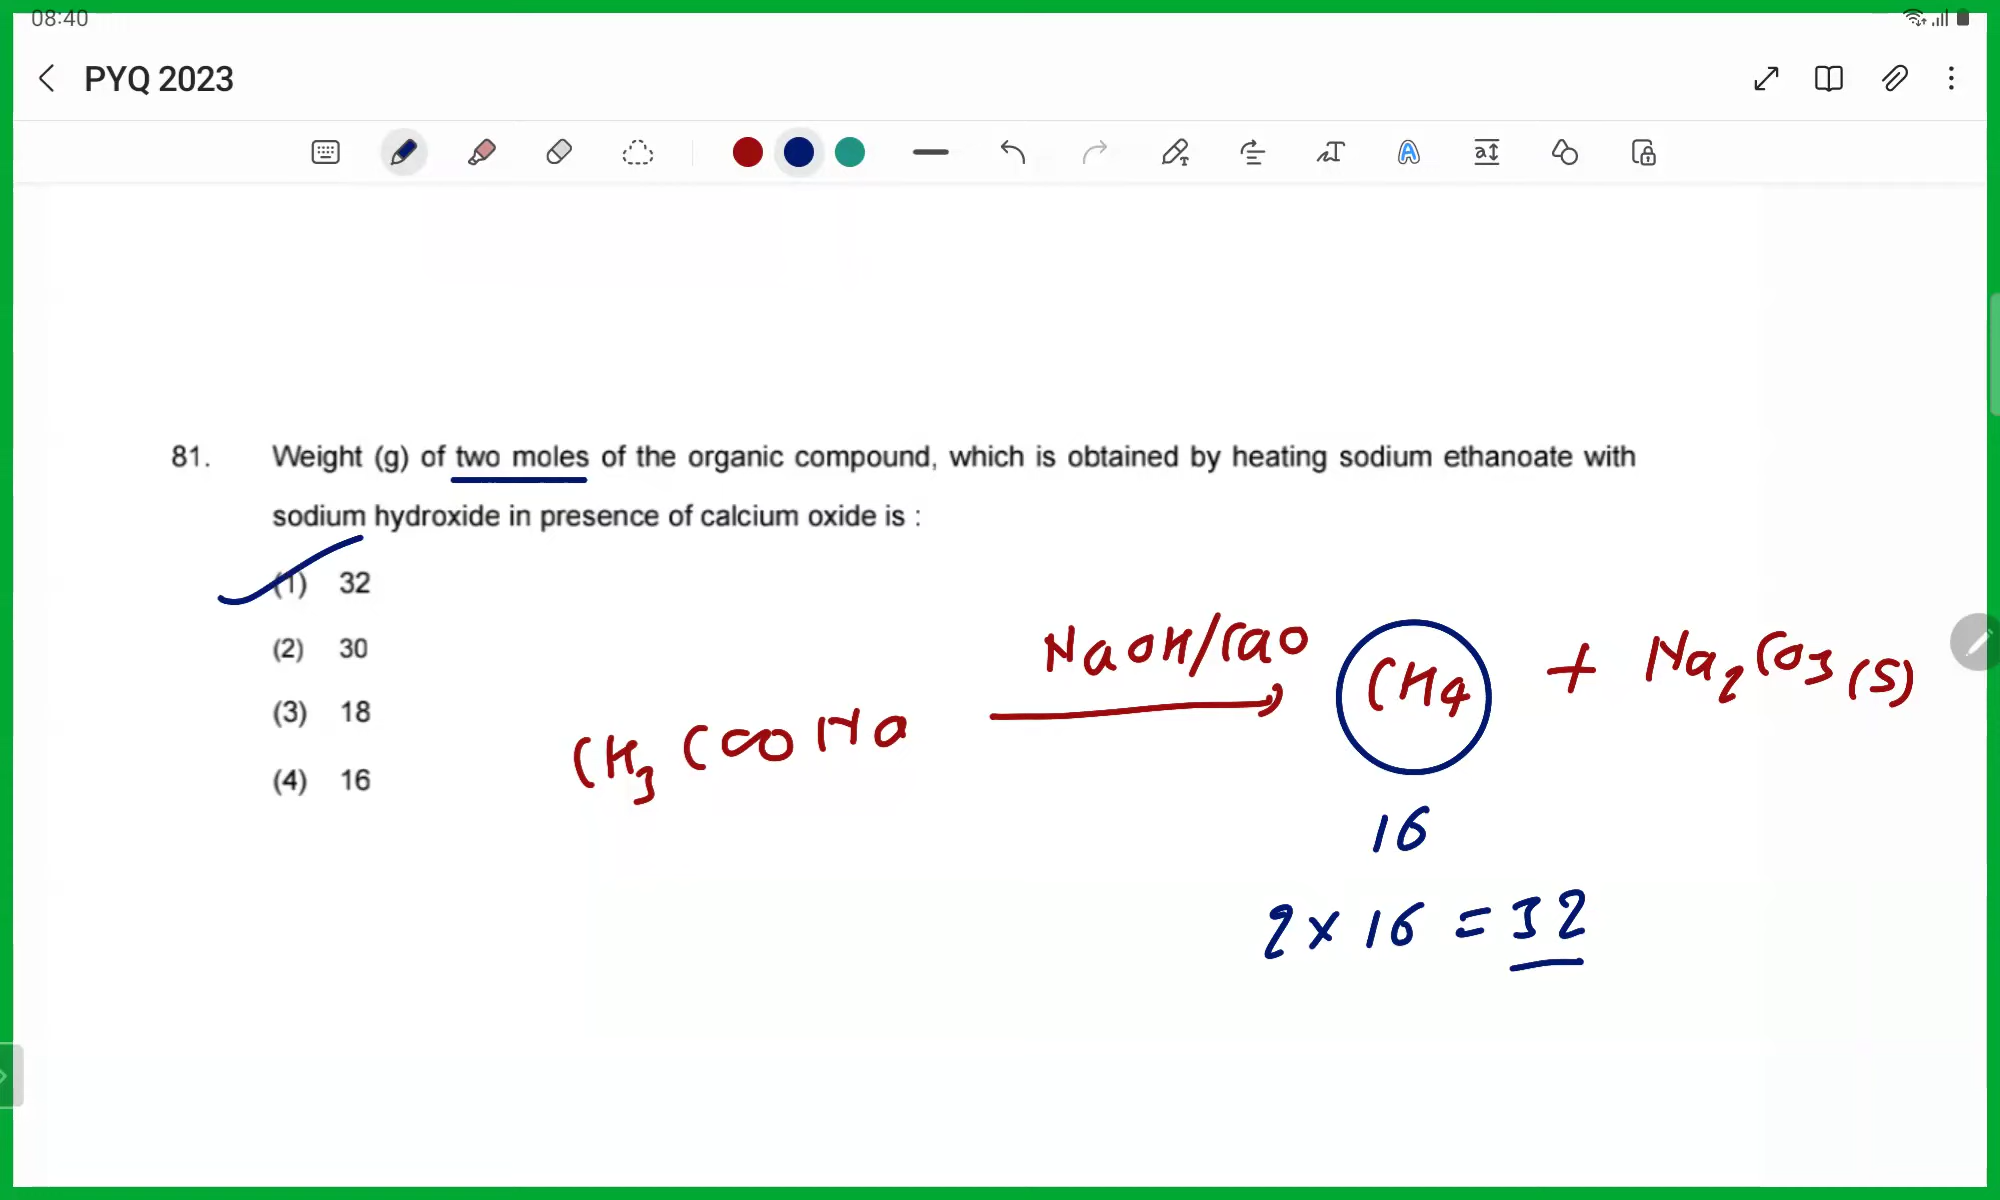 08:40
PYQ 2023
81. Weight (g) of two moles of the organic compound, which is obtained by heating sodium ethanoate with
sodium hydroxide in presence of calcium oxide is :
(1) 32
(2) 30
(3) 18
(4) 16
CH3COONa NaOH/CaO CH4 + Na2CO3(s)
16
2 x 16 = 32